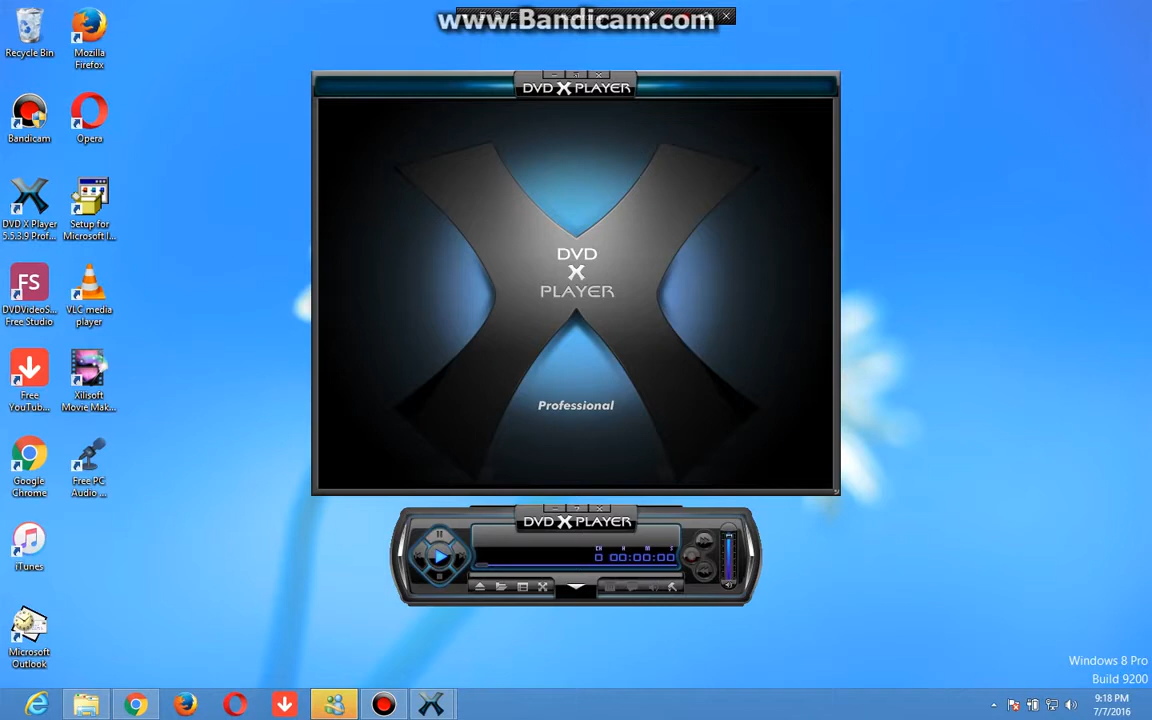 www.Bandicam.com
Recycle Bin
Mozilla
Firefox
Bandicam
Opera
DVD X Player
5.5.3.9 Prof...
Setup for
Microsoft I...
FS
DVDVideoS...
Free Studio
VLC media
player
Free
YouTub...
Xilisoft
Movie Mak...
Google
Chrome
Free PC
Audio ...
iTunes
Microsoft
Outlook
DVD X PLAYER
DVD
X
PLAYER
Professional
DVD X PLAYER
CH H M S
0 00:00:00
Windows 8 Pro
Build 9200
9:18 PM
7/7/2016